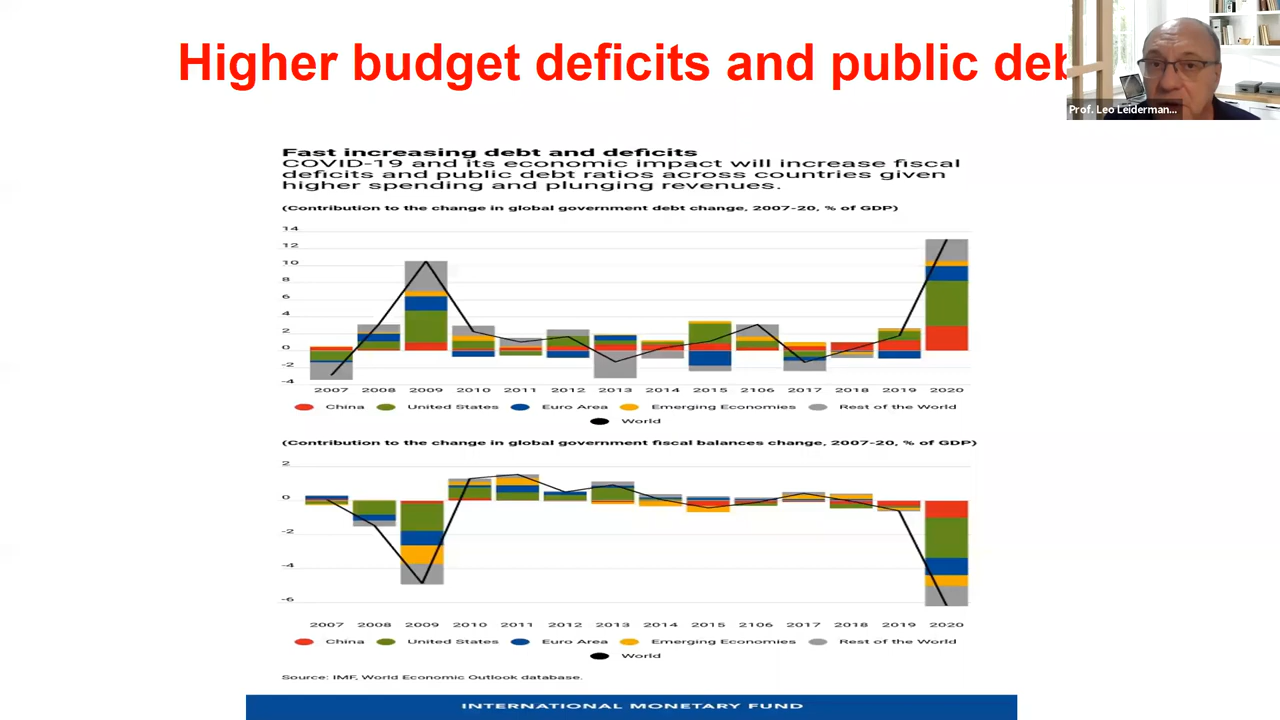 Higher budget deficits and public deb
Prof. Leo Leiderman...
Fast increasing debt and deficits
COVID-19 and its economic impact will increase fiscal
deficits and public debt ratios across countries given
higher spending and plunging revenues.
(Contribution to the change in global government debt change, 2007-20, % of GDP)
14
12
10
8
6
4
2
0
-2
-4
2007 2008 2009 2010 2011 2012 2013 2014 2015 2106 2017 2018 2019 2020
China United States Euro Area Emerging Economies Rest of the World
World
(Contribution to the change in global government fiscal balances change, 2007-20, % of GDP)
2
0
-2
-4
-6
2007 2008 2009 2010 2011 2012 2013 2014 2015 2106 2017 2018 2019 2020
China United States Euro Area Emerging Economies Rest of the World
World
Source: IMF, World Economic Outlook database.
INTERNATIONAL MONETARY FUND